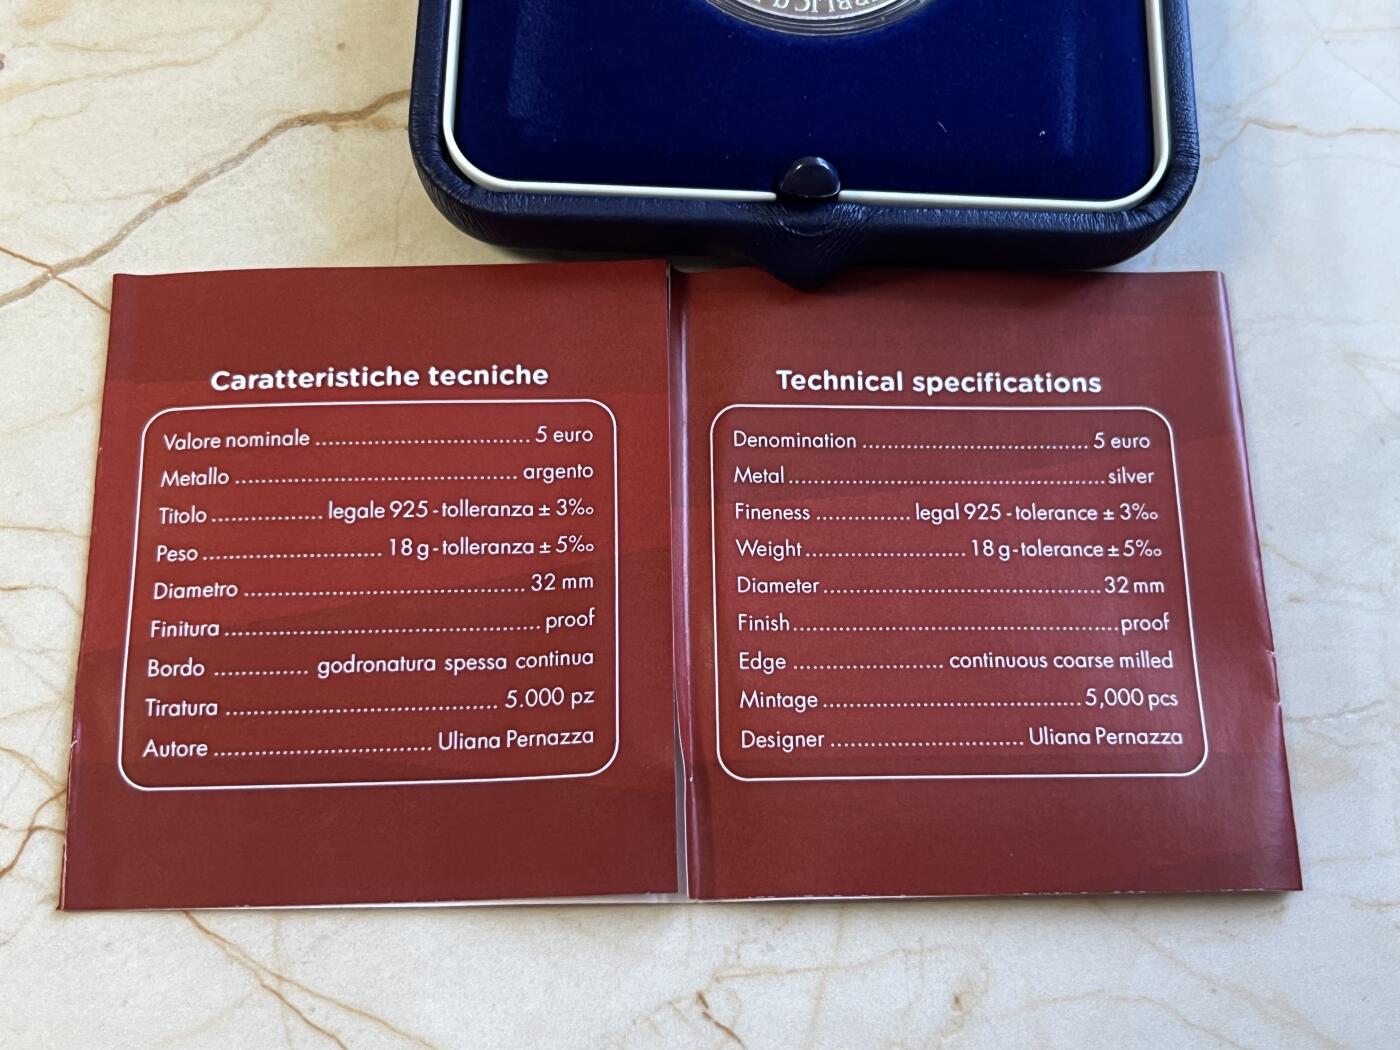 Caratteristiche tecniche
Valore nominale ........................................ 5 euro
Metallo ........................................ argento
Titolo .................. legale 925 - tolleranza ± 3‰
Peso ............................ 18 g - tolleranza ± 5‰
Diametro ........................................ 32 mm
Finitura ........................................ proof
Bordo .............. godronatura spessa continua
Tiratura ........................................ 5.000 pz
Autore ................................ Uliana Pernazza
Technical specifications
Denomination ........................................ 5 euro
Metal ........................................ silver
Fineness .............. legal 925 - tolerance ± 3‰
Weight ........................ 18 g - tolerance ± 5‰
Diameter ........................................ 32 mm
Finish ........................................ proof
Edge ...................... continuous coarse milled
Mintage ........................................ 5,000 pcs
Designer ............................ Uliana Pernazza